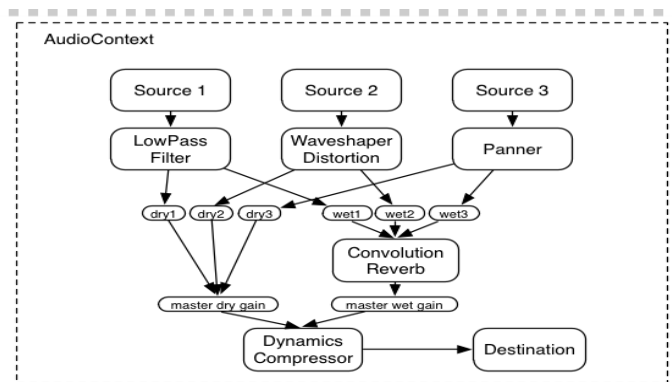 AudioContext
Source 1
Source 2
Source 3
LowPass
Filter
Waveshaper
Distortion
Panner
dry1
dry2
dry3
wet1
wet2
wet3
Convolution
Reverb
master dry gain
master wet gain
Dynamics
Compressor
Destination